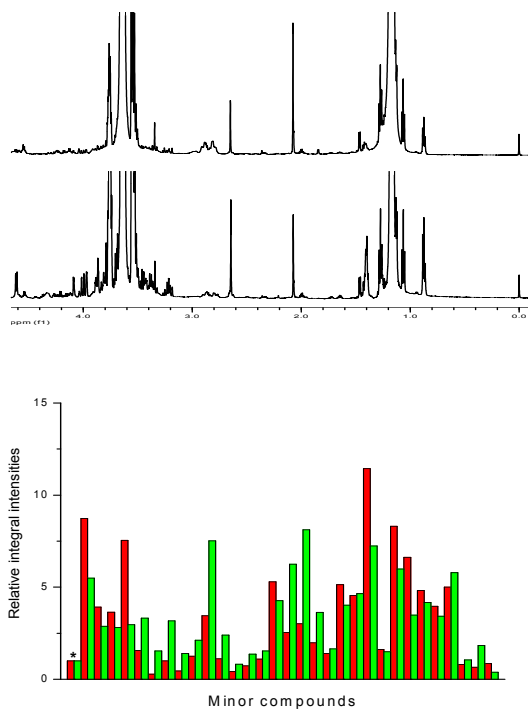 ppm (f1)
4.0 3.0 2.0 1.0 0.0
15
10
5
0
Relative integral intensities
*
Minor compounds